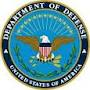 DEPARTMENT OF DEFENSE
UNITED STATES OF AMERICA